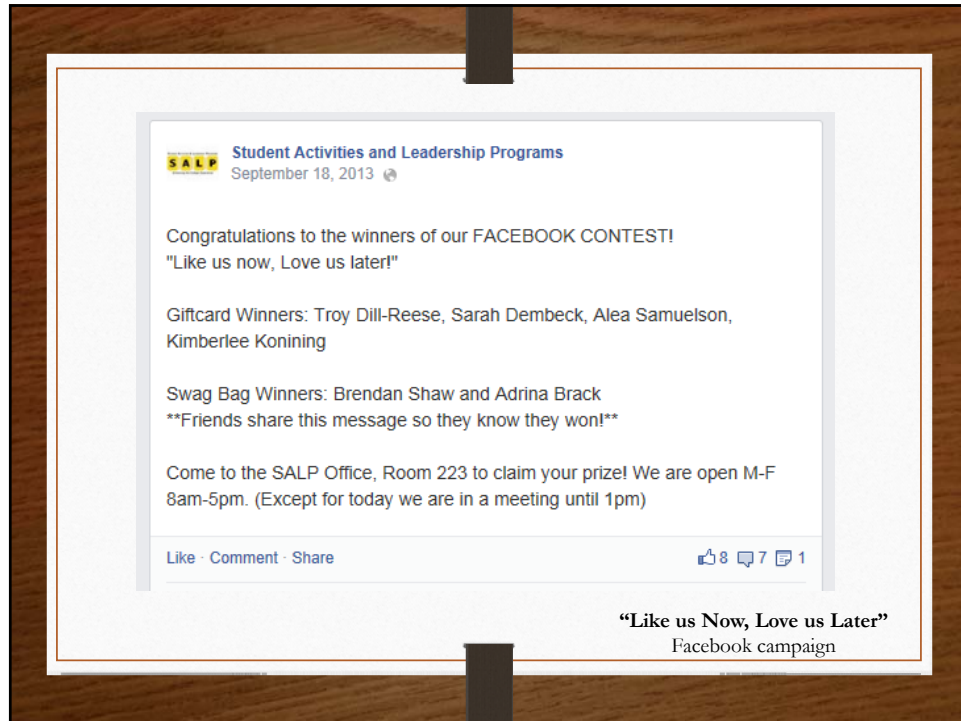 SALP
Student Activities and Leadership Programs
September 18, 2013
Congratulations to the winners of our FACEBOOK CONTEST!
"Like us now, Love us later!"
Giftcard Winners: Troy Dill-Reese, Sarah Dembeck, Alea Samuelson,
Kimberlee Konining
Swag Bag Winners: Brendan Shaw and Adrina Brack
**Friends share this message so they know they won!**
Come to the SALP Office, Room 223 to claim your prize! We are open M-F
8am-5pm. (Except for today we are in a meeting until 1pm)
Like · Comment · Share 8 7 1
“Like us Now, Love us Later”
Facebook campaign